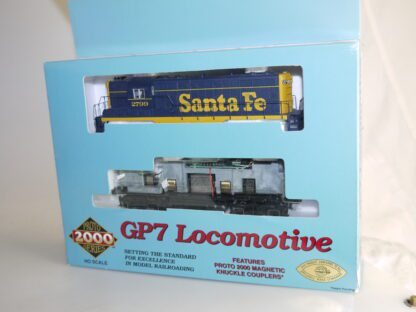 2799
Santa Fe
PROTO
2000
SERIES
HO SCALE
GP7 Locomotive
SETTING THE STANDARD
FOR EXCELLENCE
IN MODEL RAILROADING
FEATURES
PROTO 2000 MAGNETIC
KNUCKLE COUPLERS*